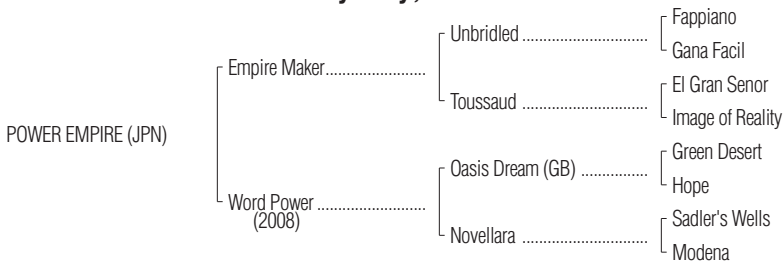 POWER EMPIRE (JPN)
Empire Maker.........................
Word Power ...........................
(2008)
Unbridled ...............................
Toussaud ...............................
Oasis Dream (GB) .................
Novellara ...............................
Fappiano
Gana Facil
El Gran Senor
Image of Reality
Green Desert
Hope
Sadler's Wells
Modena